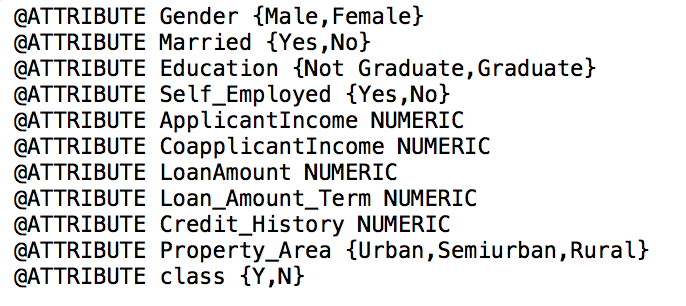 @ATTRIBUTE Gender {Male,Female}
@ATTRIBUTE Married {Yes,No}
@ATTRIBUTE Education {Not Graduate,Graduate}
@ATTRIBUTE Self_Employed {Yes,No}
@ATTRIBUTE ApplicantIncome NUMERIC
@ATTRIBUTE CoapplicantIncome NUMERIC
@ATTRIBUTE LoanAmount NUMERIC
@ATTRIBUTE Loan_Amount_Term NUMERIC
@ATTRIBUTE Credit_History NUMERIC
@ATTRIBUTE Property_Area {Urban,Semiurban,Rural}
@ATTRIBUTE class {Y,N}